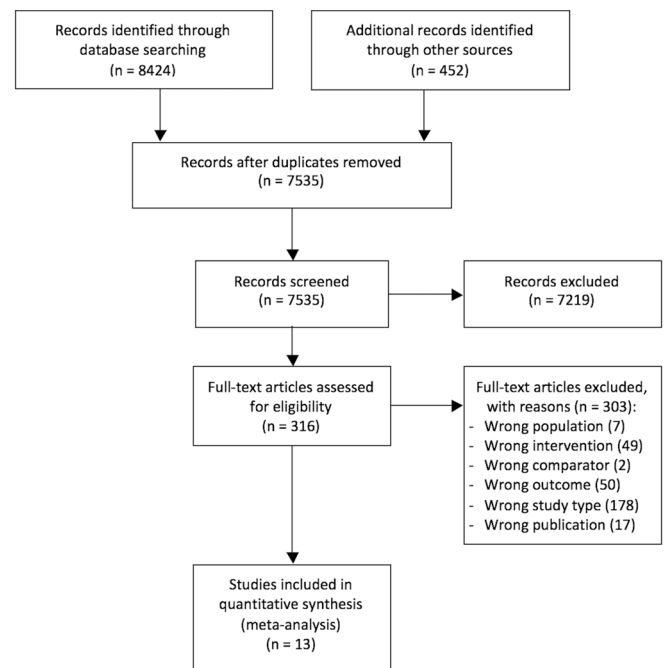 Records identified through
database searching
(n = 8424)
Additional records identified
through other sources
(n = 452)
Records after duplicates removed
(n = 7535)
Records screened
(n = 7535)
Records excluded
(n = 7219)
Full-text articles assessed
for eligibility
(n = 316)
Full-text articles excluded,
with reasons (n = 303):
- Wrong population (7)
- Wrong intervention (49)
- Wrong comparator (2)
- Wrong outcome (50)
- Wrong study type (178)
- Wrong publication (17)
Studies included in
quantitative synthesis
(meta-analysis)
(n = 13)